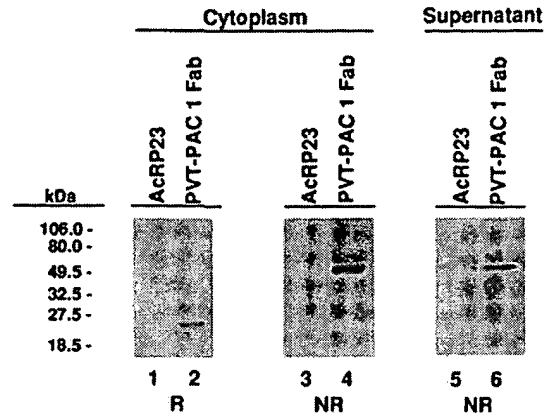 Cytoplasm Supernatant
AcRP23
PVT-PAC 1 Fab
AcRP23
PVT-PAC 1 Fab
AcRP23
PVT-PAC 1 Fab
kDa
106.0 -
80.0 -
49.5 -
32.5 -
27.5 -
18.5 -
1 2 3 4 5 6
R NR NR